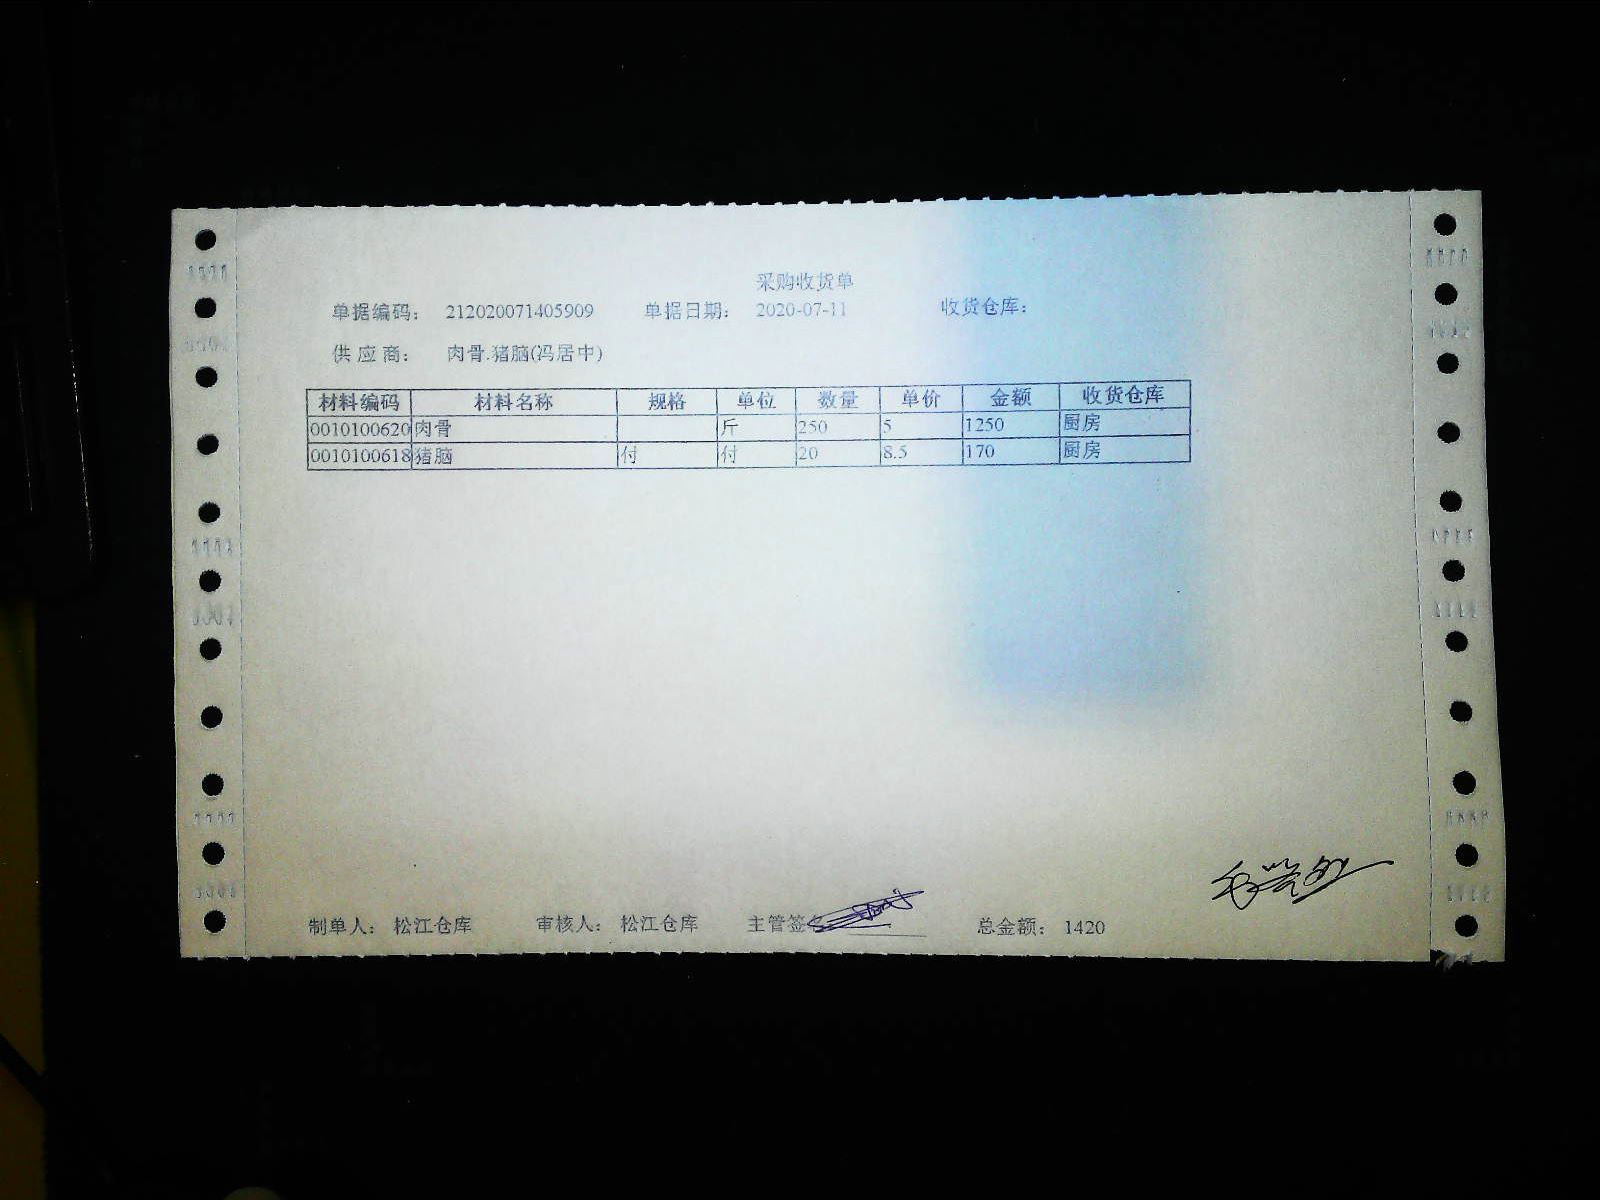 采购收货单
单据编码: 212020071405909 单据日期: 2020-07-11 收货仓库:
供应商: 肉骨.猪脑(冯居中)
材料编码 材料名称 规格 单位 数量 单价 金额 收货仓库
0010100620 肉骨 斤 250 5 1250 厨房
0010100618 猪脑 付 付 20 8.5 170 厨房
制单人: 松江仓库 审核人: 松江仓库 主管签 总金额: 1420